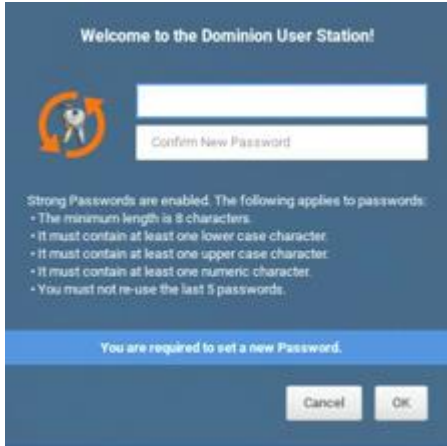 Welcome to the Dominion User Station!
Confirm New Password
Strong Passwords are enabled. The following applies to passwords:
• The minimum length is 8 characters.
• It must contain at least one lower case character.
• It must contain at least one upper case character.
• It must contain at least one numeric character.
• You must not re-use the last 5 passwords.
You are required to set a new Password.
Cancel OK